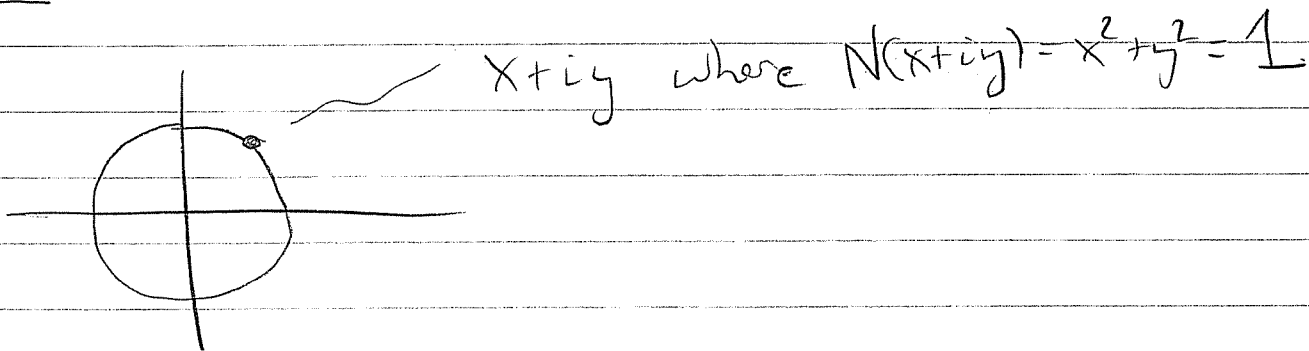 x+iy where N(x+iy) = x²+y² = 1.